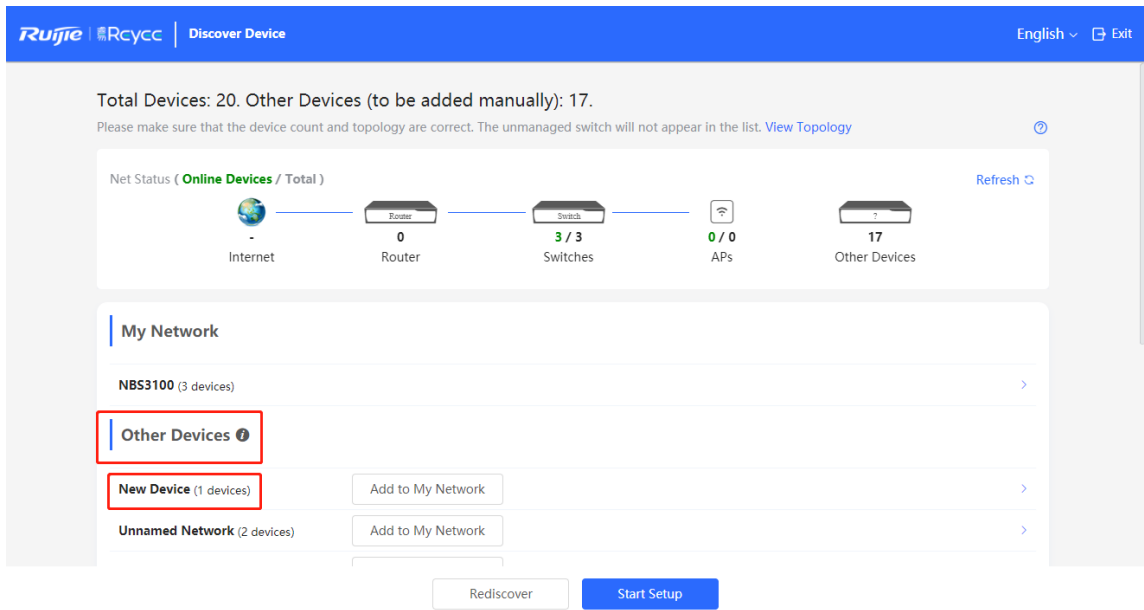 Ruijie Rcycc Discover Device English Exit
Total Devices: 20. Other Devices (to be added manually): 17.
Please make sure that the device count and topology are correct. The unmanaged switch will not appear in the list. View Topology
Net Status ( Online Devices / Total ) Refresh
Router Switch ?
- 0 3 / 3 0 / 0 17
Internet Router Switches APs Other Devices
My Network
NBS3100 (3 devices)
Other Devices
New Device (1 devices) Add to My Network
Unnamed Network (2 devices) Add to My Network
Rediscover Start Setup